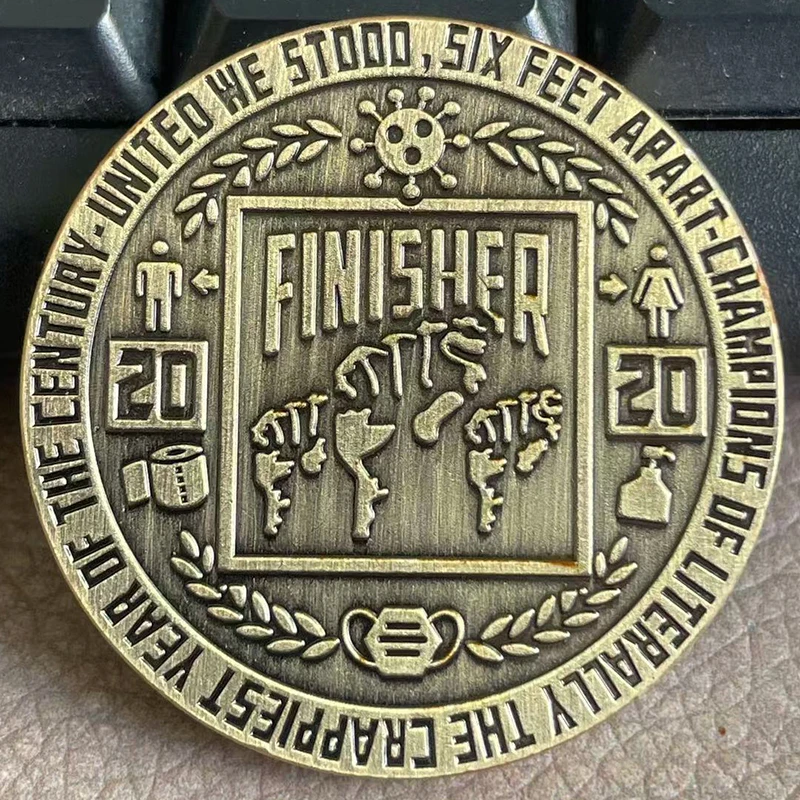 UNITED WE STOOD, SIX FEET APART-CHAMPIONS OF LITERALLY THE CRAPPIEST YEAR OF THE CENTURY-
FINISHER
20
20